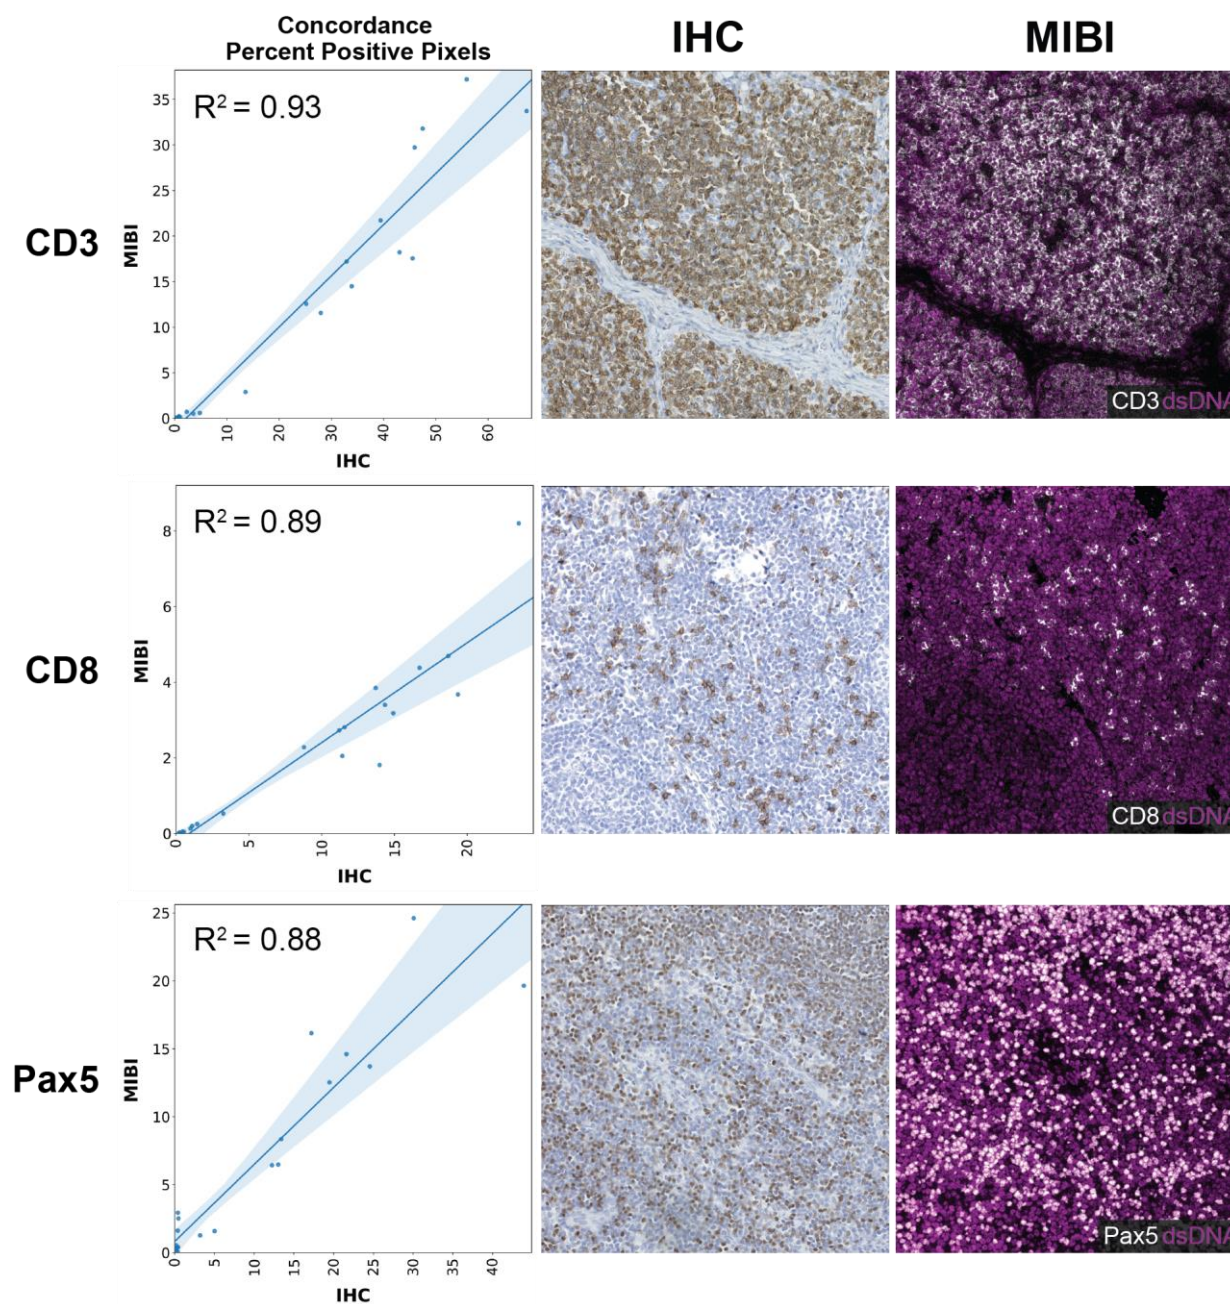 Concordance
Percent Positive Pixels
IHC
MIBI
CD3
R² = 0.93
MIBI
35
30
25
20
15
10
5
0
0 10 20 30 40 50 60
IHC
CD3 dsDNA
CD8
R² = 0.89
MIBI
8
6
4
2
0
0 5 10 15 20
IHC
CD8 dsDNA
Pax5
R² = 0.88
MIBI
25
20
15
10
5
0
0 5 10 15 20 25 30 35 40
IHC
Pax5 dsDNA